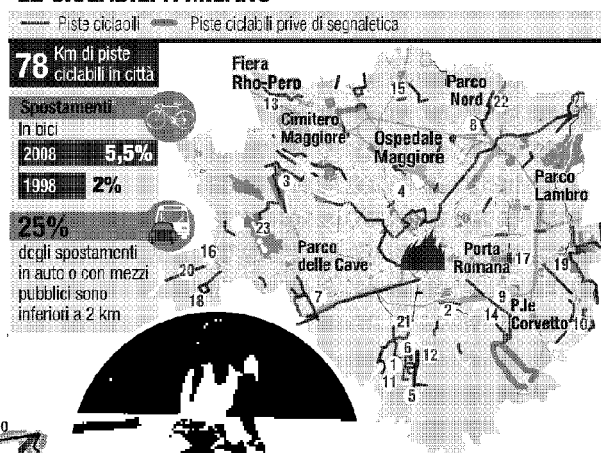 Piste ciclabili Piste ciclabili prive di segnaletica
78 Km di piste
ciclabili in città
Spostamenti
In bici
2008 5,5%
1998 2%
25%
degli spostamenti
in auto o con mezzi
pubblici sono
inferiori a 2 km
Fiera
Rho-Pero
13
15
Parco
Nord
22
8
Cimitero
Maggiore
Ospedale
Maggiore
3
4
Parco
Lambro
23
16
20
18
Parco
delle Cave
Porta
Romana
17
19
7
9
P.le
Corvetto
14
10
2
21
6
12
1
11
5